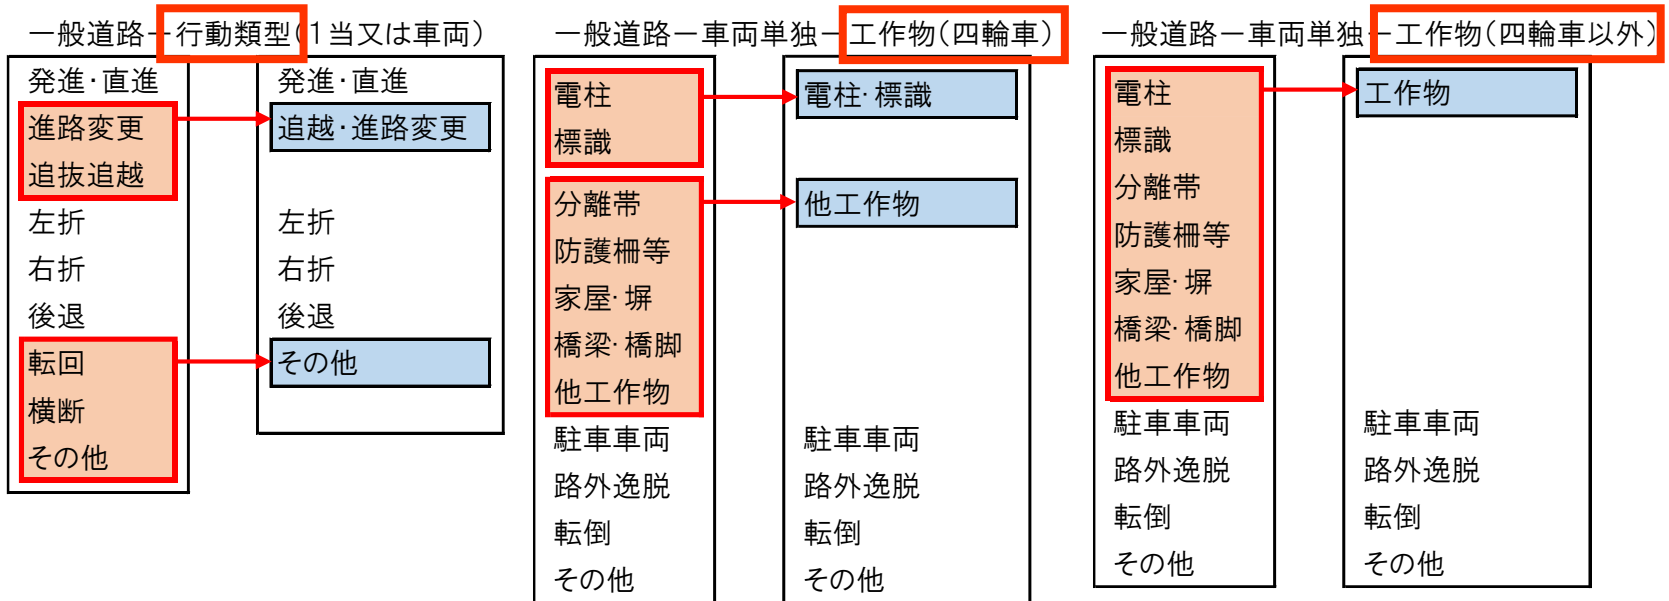 一般道路－行動類型(1当又は車両)
発進・直進
進路変更
追抜追越
左折
右折
後退
転回
横断
その他
発進・直進
追越・進路変更
左折
右折
後退
その他
一般道路－車両単独－工作物(四輪車)
電柱
標識
分離帯
防護柵等
家屋・塀
橋梁・橋脚
他工作物
駐車車両
路外逸脱
転倒
その他
電柱・標識
他工作物
駐車車両
路外逸脱
転倒
その他
一般道路－車両単独－工作物(四輪車以外)
電柱
標識
分離帯
防護柵等
家屋・塀
橋梁・橋脚
他工作物
駐車車両
路外逸脱
転倒
その他
工作物
駐車車両
路外逸脱
転倒
その他